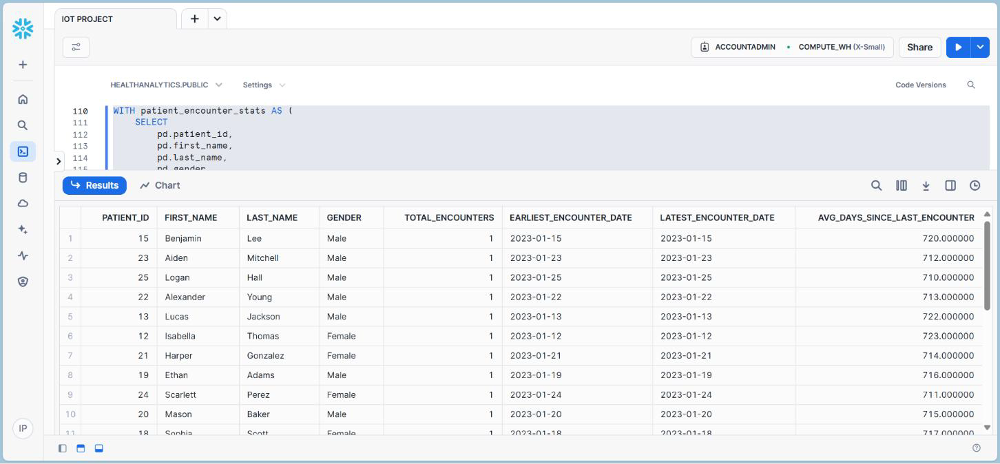 IOT PROJECT
ACCOUNTADMIN • COMPUTE_WH (X-Small) Share
HEALTHANALYTICS.PUBLIC Settings Code Versions
110 WITH patient_encounter_stats AS (
111 SELECT
112 pd.patient_id,
113 pd.first_name,
114 pd.last_name,
115 pd.gender
Results Chart
PATIENT_ID FIRST_NAME LAST_NAME GENDER TOTAL_ENCOUNTERS EARLIEST_ENCOUNTER_DATE LATEST_ENCOUNTER_DATE AVG_DAYS_SINCE_LAST_ENCOUNTER
1 15 Benjamin Lee Male 1 2023-01-15 2023-01-15 720.000000
2 23 Aiden Mitchell Male 1 2023-01-23 2023-01-23 712.000000
3 25 Logan Hall Male 1 2023-01-25 2023-01-25 710.000000
4 22 Alexander Young Male 1 2023-01-22 2023-01-22 713.000000
5 13 Lucas Jackson Male 1 2023-01-13 2023-01-13 722.000000
6 12 Isabella Thomas Female 1 2023-01-12 2023-01-12 723.000000
7 21 Harper Gonzalez Female 1 2023-01-21 2023-01-21 714.000000
8 19 Ethan Adams Male 1 2023-01-19 2023-01-19 716.000000
9 24 Scarlett Perez Female 1 2023-01-24 2023-01-24 711.000000
10 20 Mason Baker Male 1 2023-01-20 2023-01-20 715.000000
11 18 Sophia Scott Female 1 2023-01-18 2023-01-18 717.000000
IP